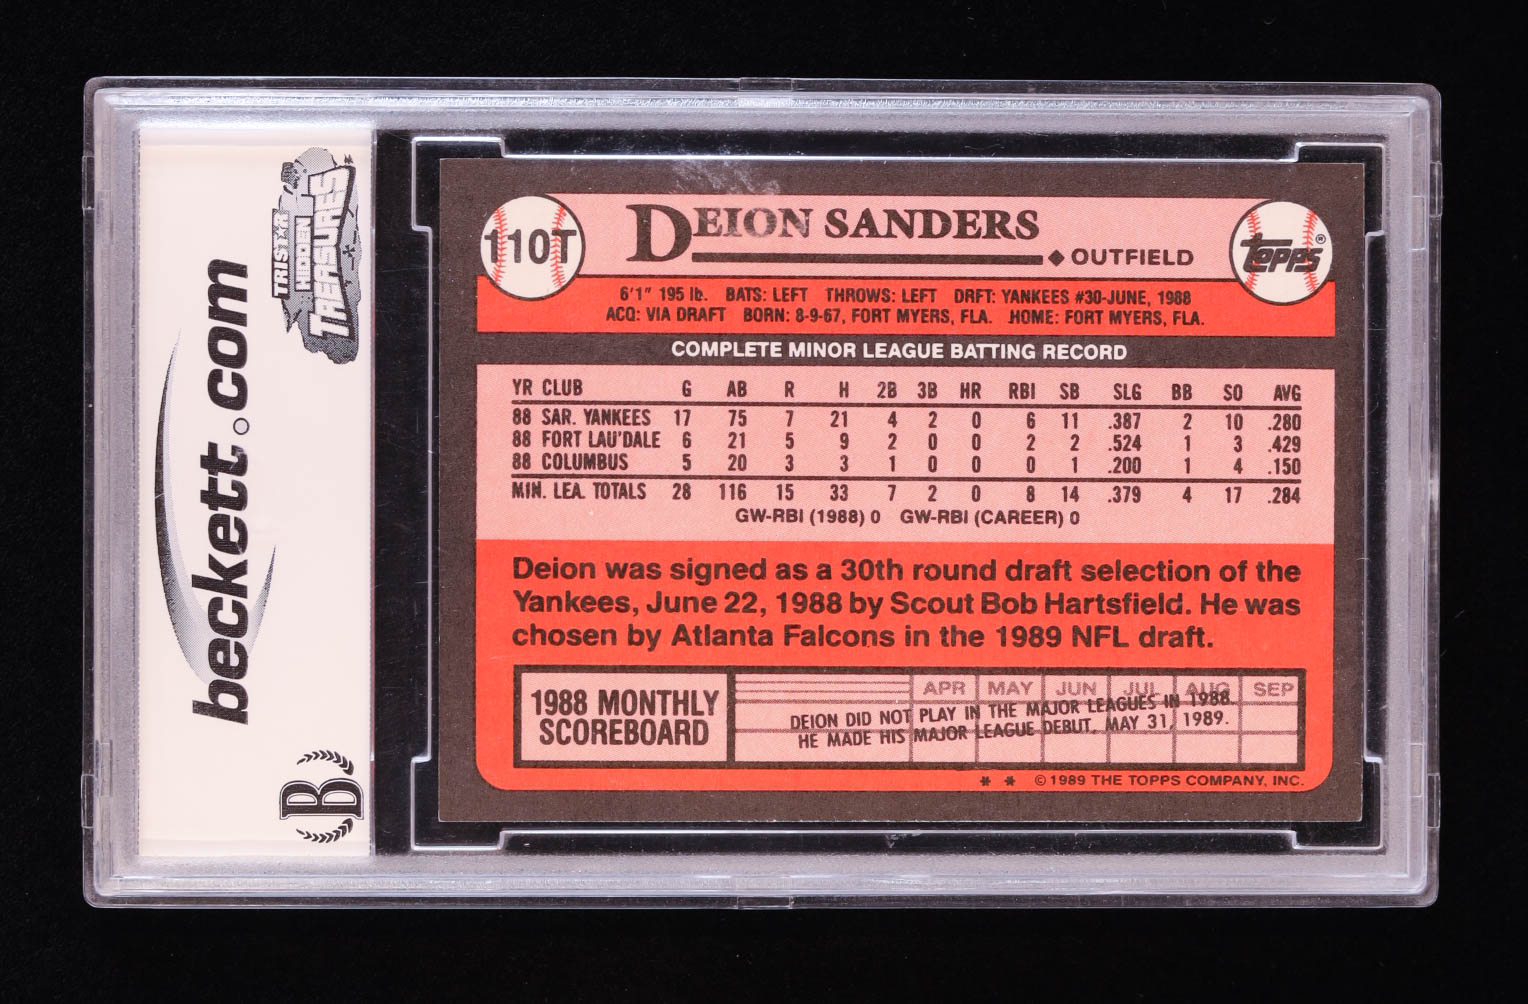 TRISTAR
HIDDEN
TREASURES
beckett.com
B
110T
DEION SANDERS
◆ OUTFIELD
TOPPS®
6'1" 195 lb. BATS: LEFT THROWS: LEFT DRFT: YANKEES #30-JUNE, 1988
ACQ: VIA DRAFT BORN: 8-9-67, FORT MYERS, FLA. HOME: FORT MYERS, FLA.
COMPLETE MINOR LEAGUE BATTING RECORD
YR CLUB G AB R H 2B 3B HR RBI SB SLG BB SO AVG
88 SAR. YANKEES 17 75 7 21 4 2 0 6 11 .387 2 10 .280
88 FORT LAU'DALE 6 21 5 9 2 0 0 2 2 .524 1 3 .429
88 COLUMBUS 5 20 3 3 1 0 0 0 1 .200 1 4 .150
MIN. LEA. TOTALS 28 116 15 33 7 2 0 8 14 .379 4 17 .284
GW-RBI (1988) 0 GW-RBI (CAREER) 0
Deion was signed as a 30th round draft selection of the
Yankees, June 22, 1988 by Scout Bob Hartsfield. He was
chosen by Atlanta Falcons in the 1989 NFL draft.
1988 MONTHLY
SCOREBOARD
APR MAY JUN JUL AUG SEP
DEION DID NOT PLAY IN THE MAJOR LEAGUES IN 1988.
HE MADE HIS MAJOR LEAGUE DEBUT, MAY 31, 1989.
* * © 1989 THE TOPPS COMPANY, INC.